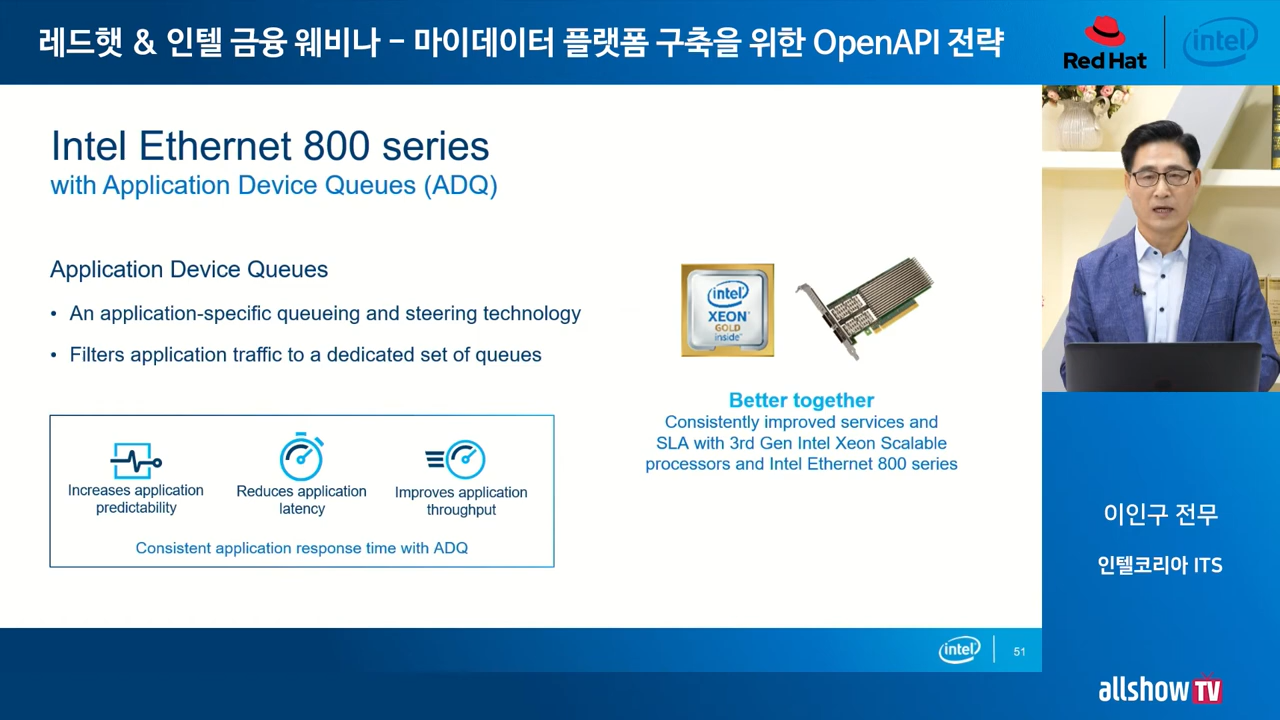 레드햇 & 인텔 금융 웨비나 - 마이데이터 플랫폼 구축을 위한 OpenAPI 전략
Red Hat
intel
Intel Ethernet 800 series
with Application Device Queues (ADQ)
Application Device Queues
• An application-specific queueing and steering technology
• Filters application traffic to a dedicated set of queues
Increases application
predictability
Reduces application
latency
Improves application
throughput
Consistent application response time with ADQ
intel
XEON
GOLD
inside
Better together
Consistently improved services and
SLA with 3rd Gen Intel Xeon Scalable
processors and Intel Ethernet 800 series
intel
51
이인구 전무
인텔코리아 ITS
allshow TV